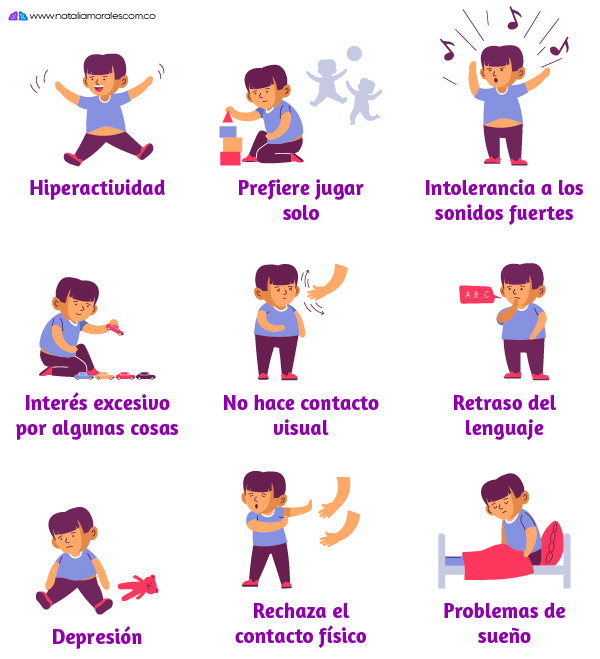 www.nataliamorales.com.co
Hiperactividad
Prefiere jugar
solo
Intolerancia a los
sonidos fuertes
Interés excesivo
por algunas cosas
No hace contacto
visual
A,B...C
Retraso del
lenguaje
Depresión
Rechaza el
contacto físico
Problemas de
sueño